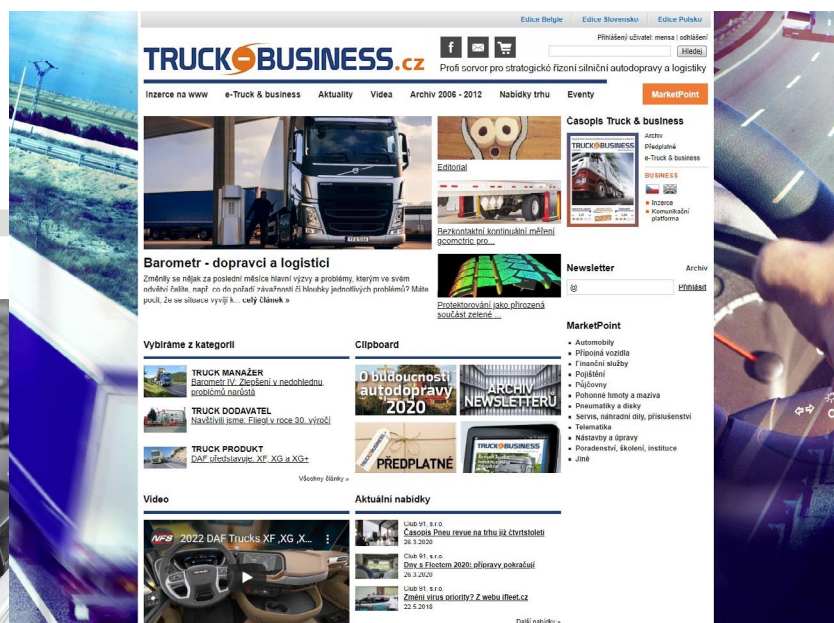 Edice Belgie
Edice Slovensko
Edice Polsko
TRUCK BUSINESS.cz
Přihlášený uživatel: mensa | odhlášení
Hledej
Profi server pro strategické řízení silniční autodopravy a logistiky
Inzerce na www
e-Truck & business
Aktuality
Videa
Archiv 2006 - 2012
Nabídky trhu
Eventy
MarketPoint
Barometr - dopravci a logistici
Změnily se nějak za poslední měsíce hlavní výzvy a problémy, kterým ve svém
odvětví čelíte, např. co do pořadí závažnosti či hloubky jednotlivých problémů? Máte
pocit, že se situace vyvíjí k... celý článek »
Editorial
Bezkontaktní kontinuální měření
geometric pro...
Protektorování jako přirozená
součást zelené ...
Časopis Truck & business
TRUCK BUSINESS
Archiv
Předplatné
e-Truck & business
BUSINESS
Inzerce
Komunikační
platforma
Newsletter
Archiv
@
Přihlásit
MarketPoint
Automobily
Přípojná vozidla
Finanční služby
Pojištění
Půjčovny
Pohonné hmoty a maziva
Pneumatiky a disky
Servis, náhradní díly, příslušenství
Telematika
Nástavby a úpravy
Poradenství, školení, instituce
Jiné
Vybíráme z kategorií
TRUCK MANAŽER
Barometr IV: Zlepšení v nedohlednu,
problémů narůstá
TRUCK DODAVATEL
Navštívili jsme: Fliegl v roce 30. výročí
TRUCK PRODUKT
DAF představuje XF, XG a XG+
Všechny články »
Clipboard
O budoucnosti
autodopravy
2020
ARCHIV
NEWSLETTERŮ
TRUCK BUSINESS
PŘEDPLATNÉ
TRUCK BUSINESS
Video
NFS 2022 DAF Trucks XF ,XG ,X...
Aktuální nabídky
Club 91, s.r.o.
Časopis Pneu revue na trhu již čtvrtstoletí
26.3.2020
Club 91, s.r.o.
Dny s Fleetem 2020: přípravy pokračují
26.3.2020
Club 91, s.r.o.
Změní virus priority? Z webu ifleet.cz
22.5.2018
Další nabídky »